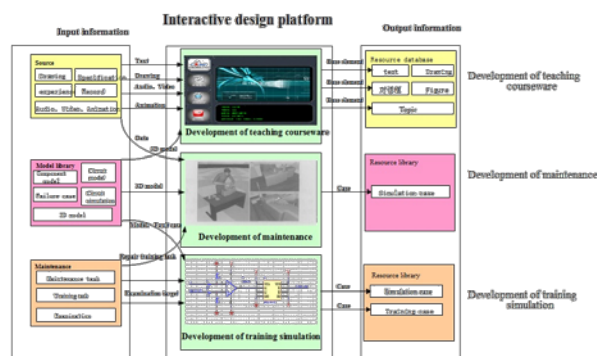 Interactive design platform
Input information
Output information
Source
Drawing
Specification
experience
Record
Audio, Video, Animation
Text
Drawing
Audio, Video
Animation
Data
3D model
Development of teaching courseware
Base element
Base element
Base element
Resource database
text
Drawing
对话框
Figure
Topic
Development of teaching
courseware
Model library
Component
model
Circuit
model
Failure case
Circuit
simulation
3D model
3D model
Development of maintenance
Case
Resource library
Simulation case
Development of maintenance
Repair training task
Examination target
Maintenance
Maintenance task
Training task
Examination
Development of training simulation
Case
Case
Resource library
Simulation case
Training case
Development of training
simulation